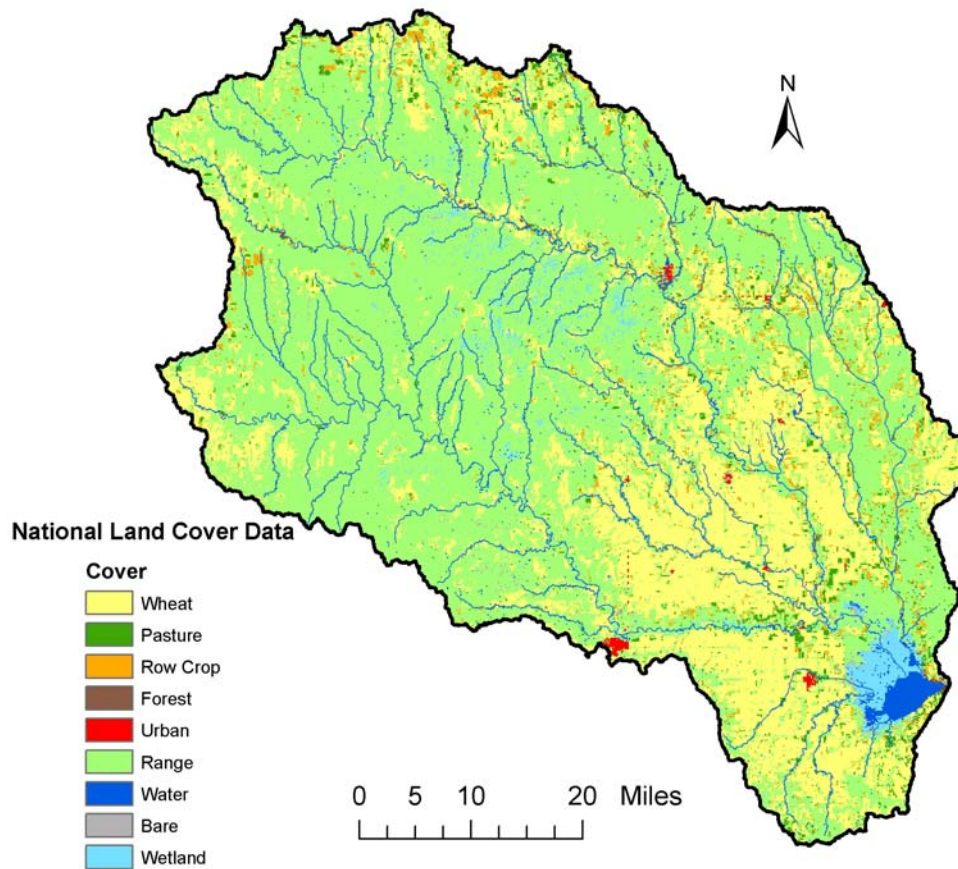 N
National Land Cover Data
Cover
Wheat
Pasture
Row Crop
Forest
Urban
Range
Water
Bare
Wetland
0 5 10 20 Miles